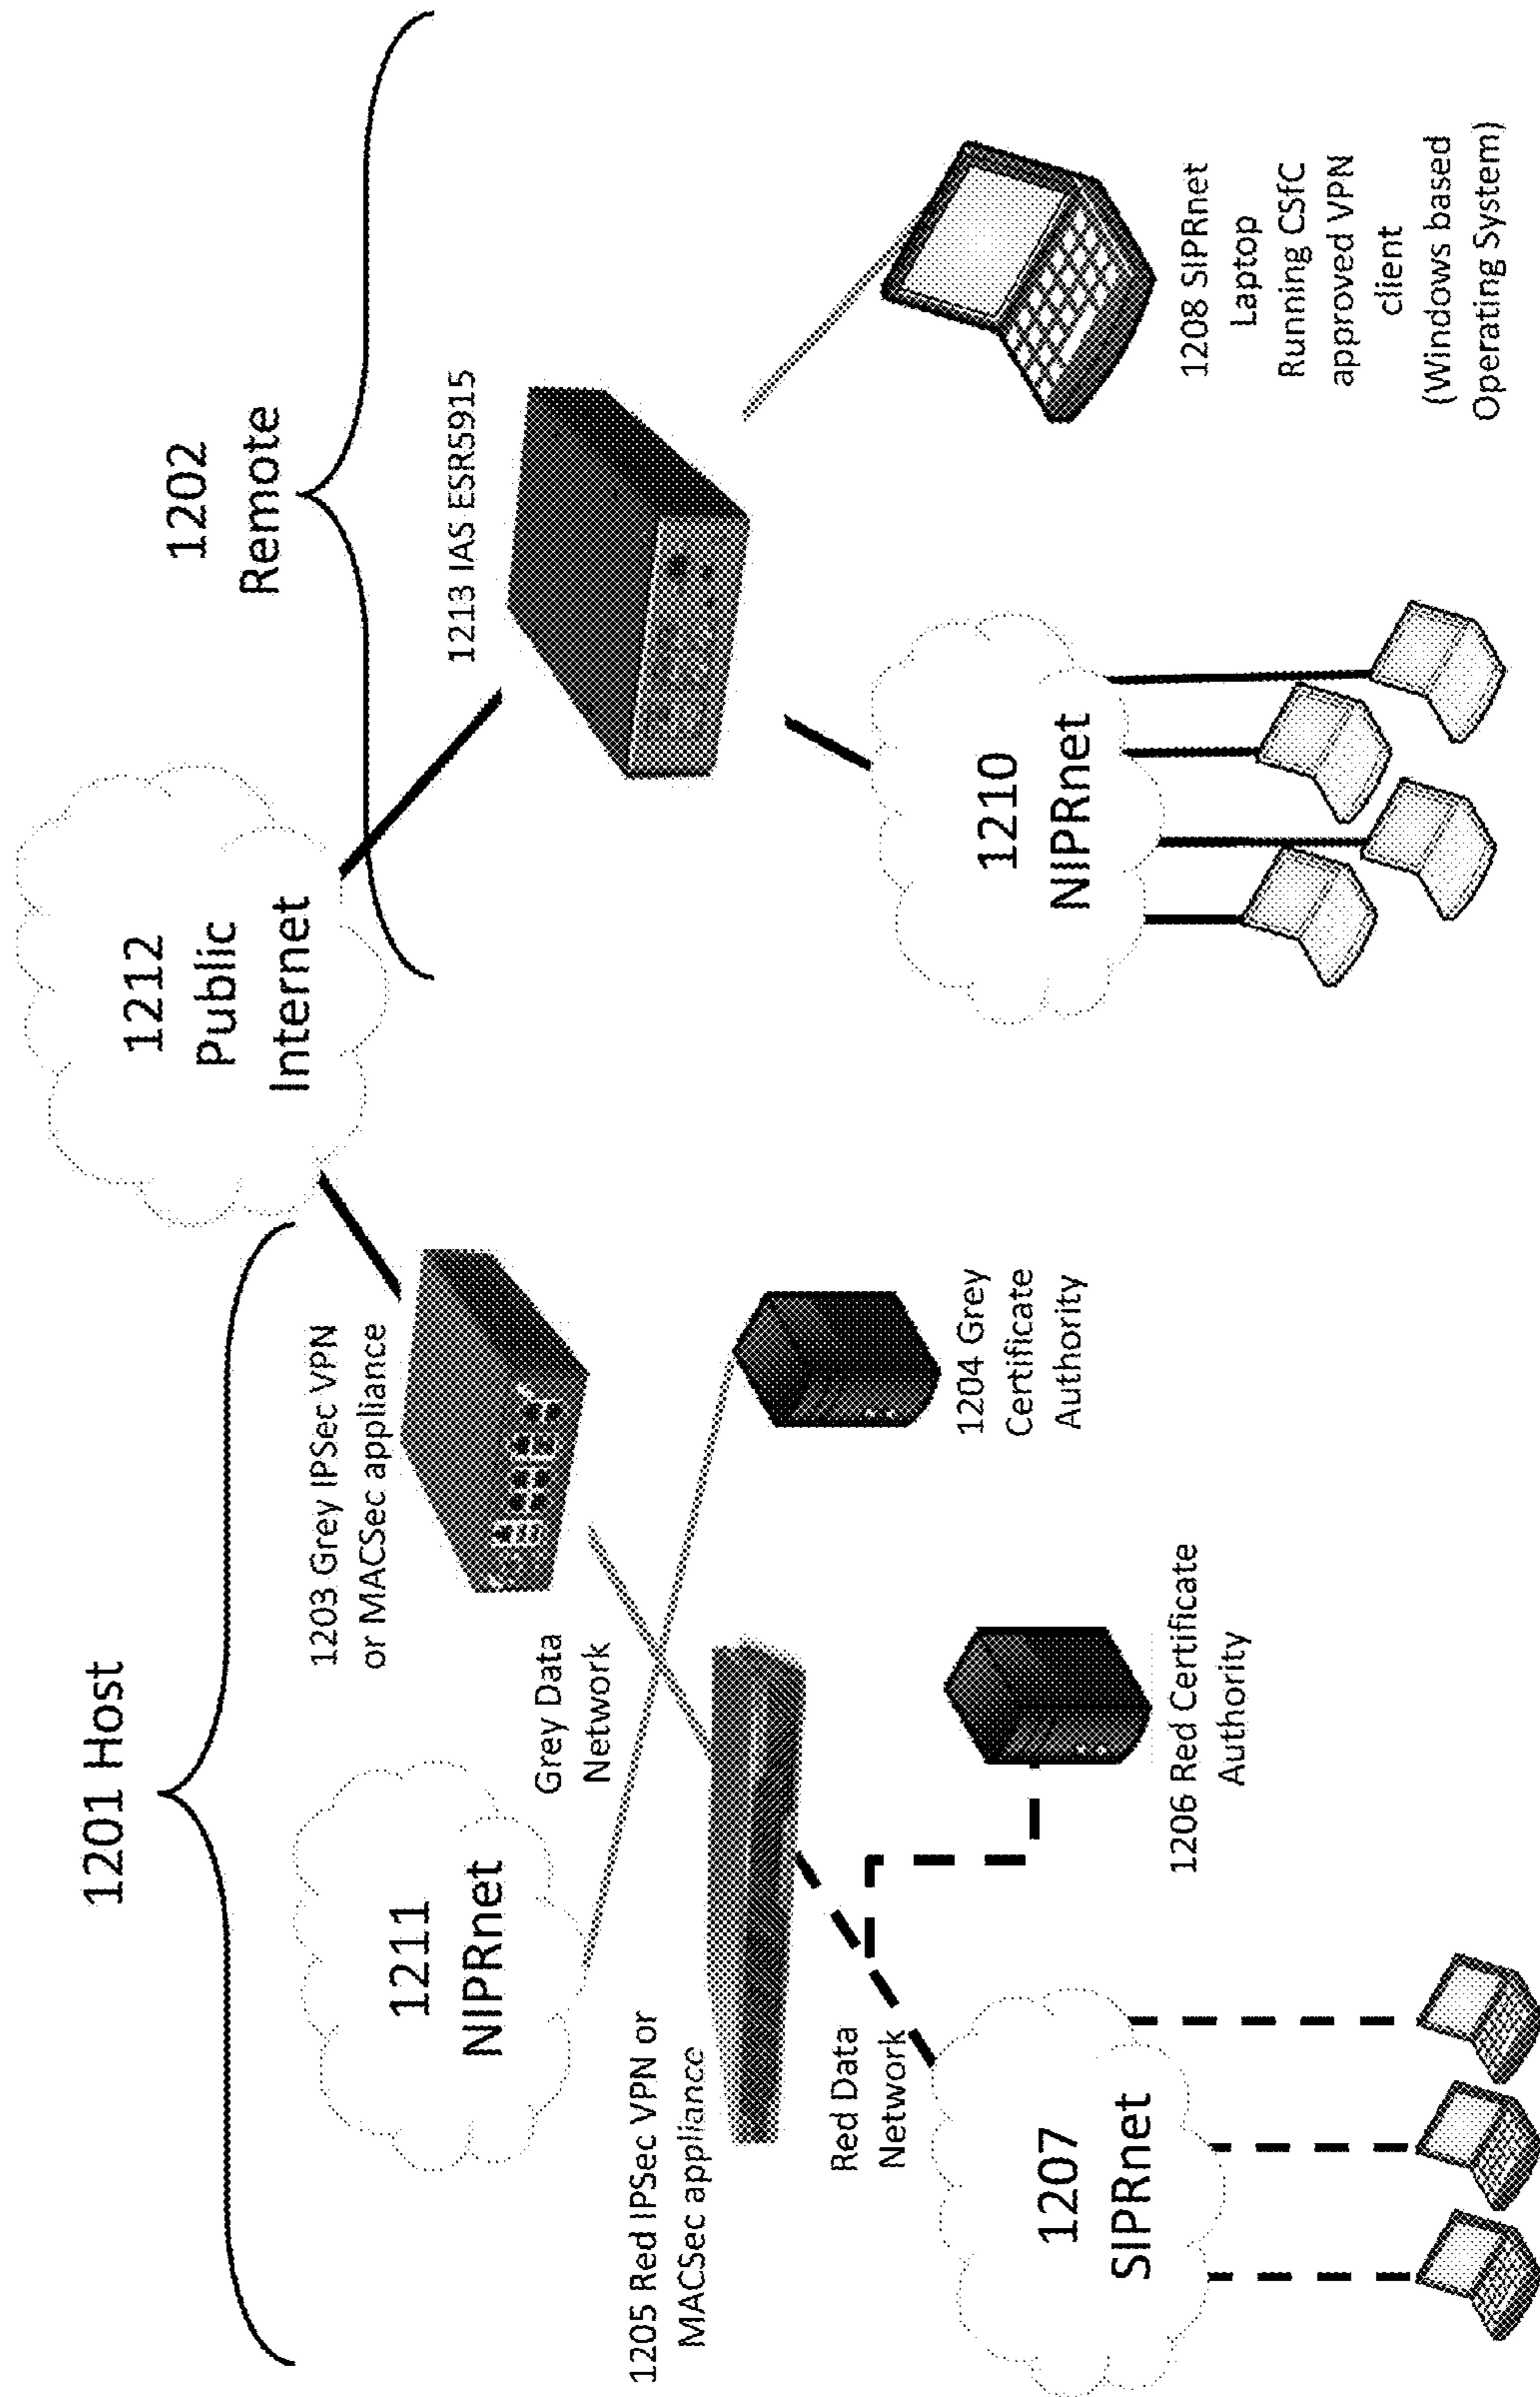 1201 Host
1202
Remote
1212
Public
Internet
1203 Grey IPSec VPN
or MACSec appliance
1213 IAS ESR5915
1211
NIPRnet
Grey Data
Network
1205 Red IPSec VPN or
MACSec appliance
1204 Grey
Certificate
Authority
Red Data
Network
1207
SIPRnet
1206 Red Certificate
Authority
1210
NIPRnet
1208 SIPRnet
Laptop
Running CSfC
approved VPN
client
(Windows based
Operating System)